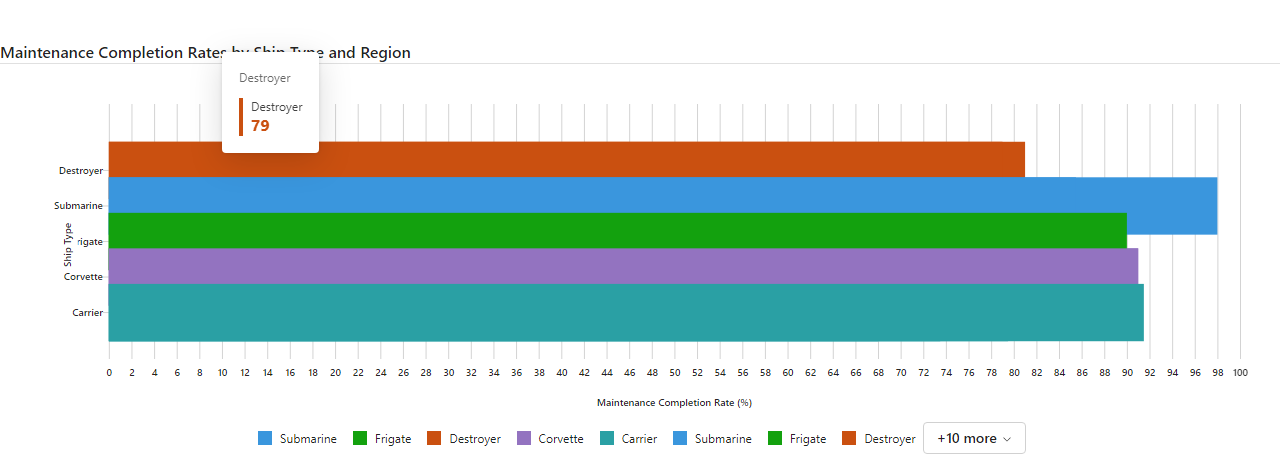 Maintenance Completion Rates by Ship Type and Region
Destroyer
Destroyer
79
Destroyer
Submarine
rigate
Corvette
Carrier
Ship Type
0 2 4 6 8 10 12 14 16 18 20 22 24 26 28 30 32 34 36 38 40 42 44 46 48 50 52 54 56 58 60 62 64 66 68 70 72 74 76 78 80 82 84 86 88 90 92 94 96 98 100
Maintenance Completion Rate (%)
Submarine Frigate Destroyer Corvette Carrier Submarine Frigate Destroyer +10 more